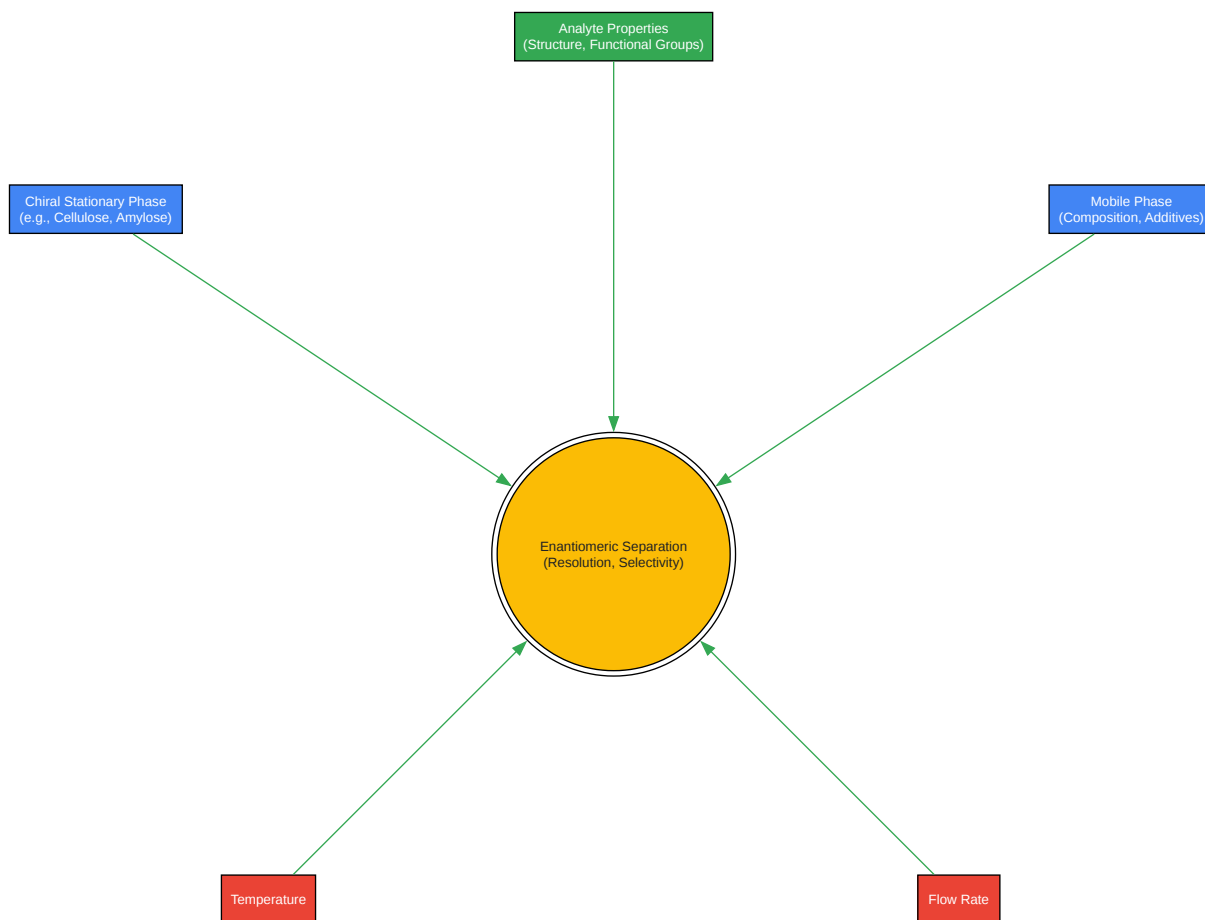 Analyte Properties
(Structure, Functional Groups)
Chiral Stationary Phase
(e.g., Cellulose, Amylose)
Mobile Phase
(Composition, Additives)
Enantiomeric Separation
(Resolution, Selectivity)
Temperature
Flow Rate